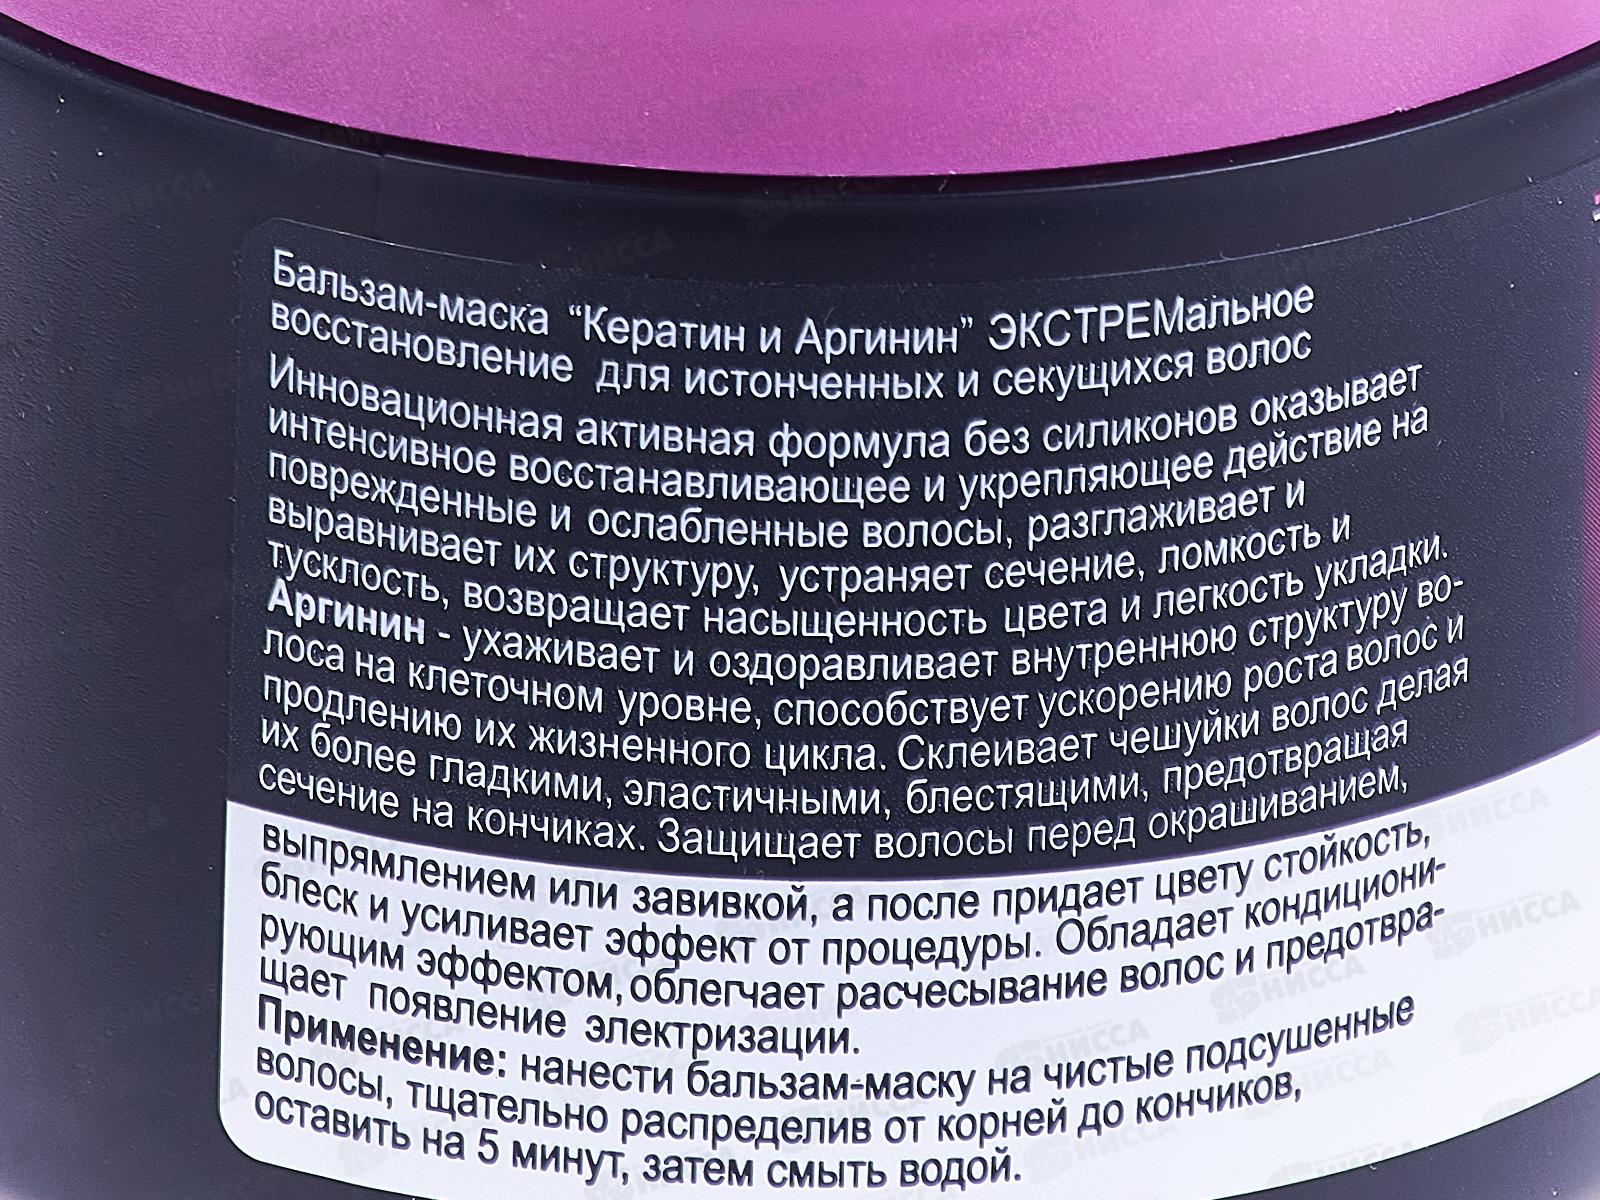 Бальзам-маска “Кератин и Аргинин” ЭКСТРЕМальное
восстановление для истонченных и секущихся волос
Инновационная активная формула без силиконов оказывает
интенсивное восстанавливающее и укрепляющее действие на
поврежденные и ослабленные волосы, разглаживает и
выравнивает их структуру, устраняет сечение, ломкость и
тусклость, возвращает насыщенность цвета и легкость укладки.
Аргинин - ухаживает и оздоравливает внутреннюю структуру во-
лоса на клеточном уровне, способствует ускорению роста волос и
продлению их жизненного цикла. Склеивает чешуйки волос делая
их более гладкими, эластичными, блестящими, предотвращая
сечение на кончиках. Защищает волосы перед окрашиванием,
выпрямлением или завивкой, а после придает цвету стойкость,
блеск и усиливает эффект от процедуры. Обладает кондициони-
рующим эффектом, облегчает расчесывание волос и предотвра-
щает появление электризации.
Применение: нанести бальзам-маску на чистые подсушенные
волосы, тщательно распределив от корней до кончиков,
оставить на 5 минут, затем смыть водой.